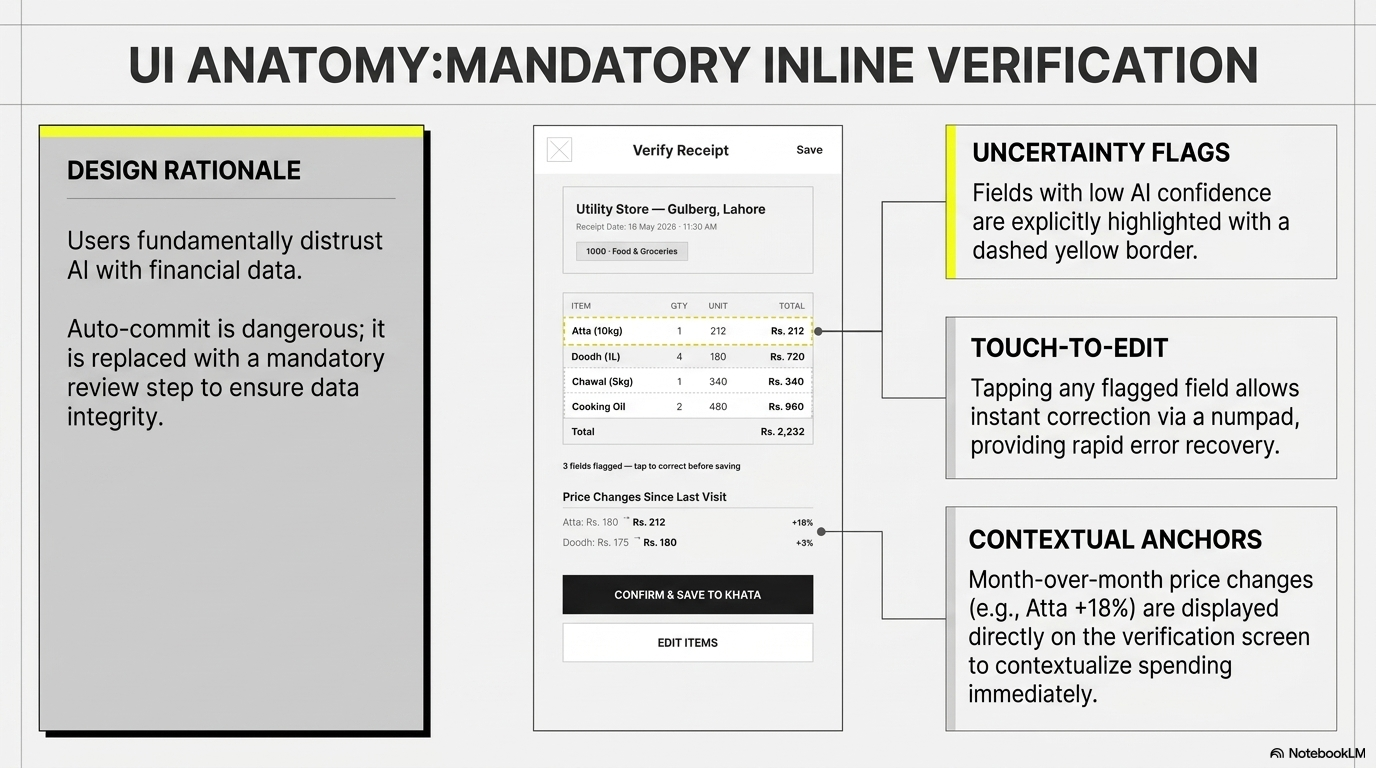 UI ANATOMY:MANDATORY INLINE VERIFICATION
DESIGN RATIONALE
Users fundamentally distrust
AI with financial data.
Auto-commit is dangerous; it
is replaced with a mandatory
review step to ensure data
integrity.
Verify Receipt Save
Utility Store — Gulberg, Lahore
Receipt Date: 16 May 2026 · 11:30 AM
1000 · Food & Groceries
ITEM QTY UNIT TOTAL
Atta (10kg) 1 212 Rs. 212
Doodh (1L) 4 180 Rs. 720
Chawal (5kg) 1 340 Rs. 340
Cooking Oil 2 480 Rs. 960
Total Rs. 2,232
3 fields flagged — tap to correct before saving
Price Changes Since Last Visit
Atta: Rs. 180 → Rs. 212 +18%
Doodh: Rs. 175 → Rs. 180 +3%
CONFIRM & SAVE TO KHATA
EDIT ITEMS
UNCERTAINTY FLAGS
Fields with low AI confidence
are explicitly highlighted with a
dashed yellow border.
TOUCH-TO-EDIT
Tapping any flagged field allows
instant correction via a numpad,
providing rapid error recovery.
CONTEXTUAL ANCHORS
Month-over-month price changes
(e.g., Atta +18%) are displayed
directly on the verification screen
to contextualize spending
immediately.
NotebookLM